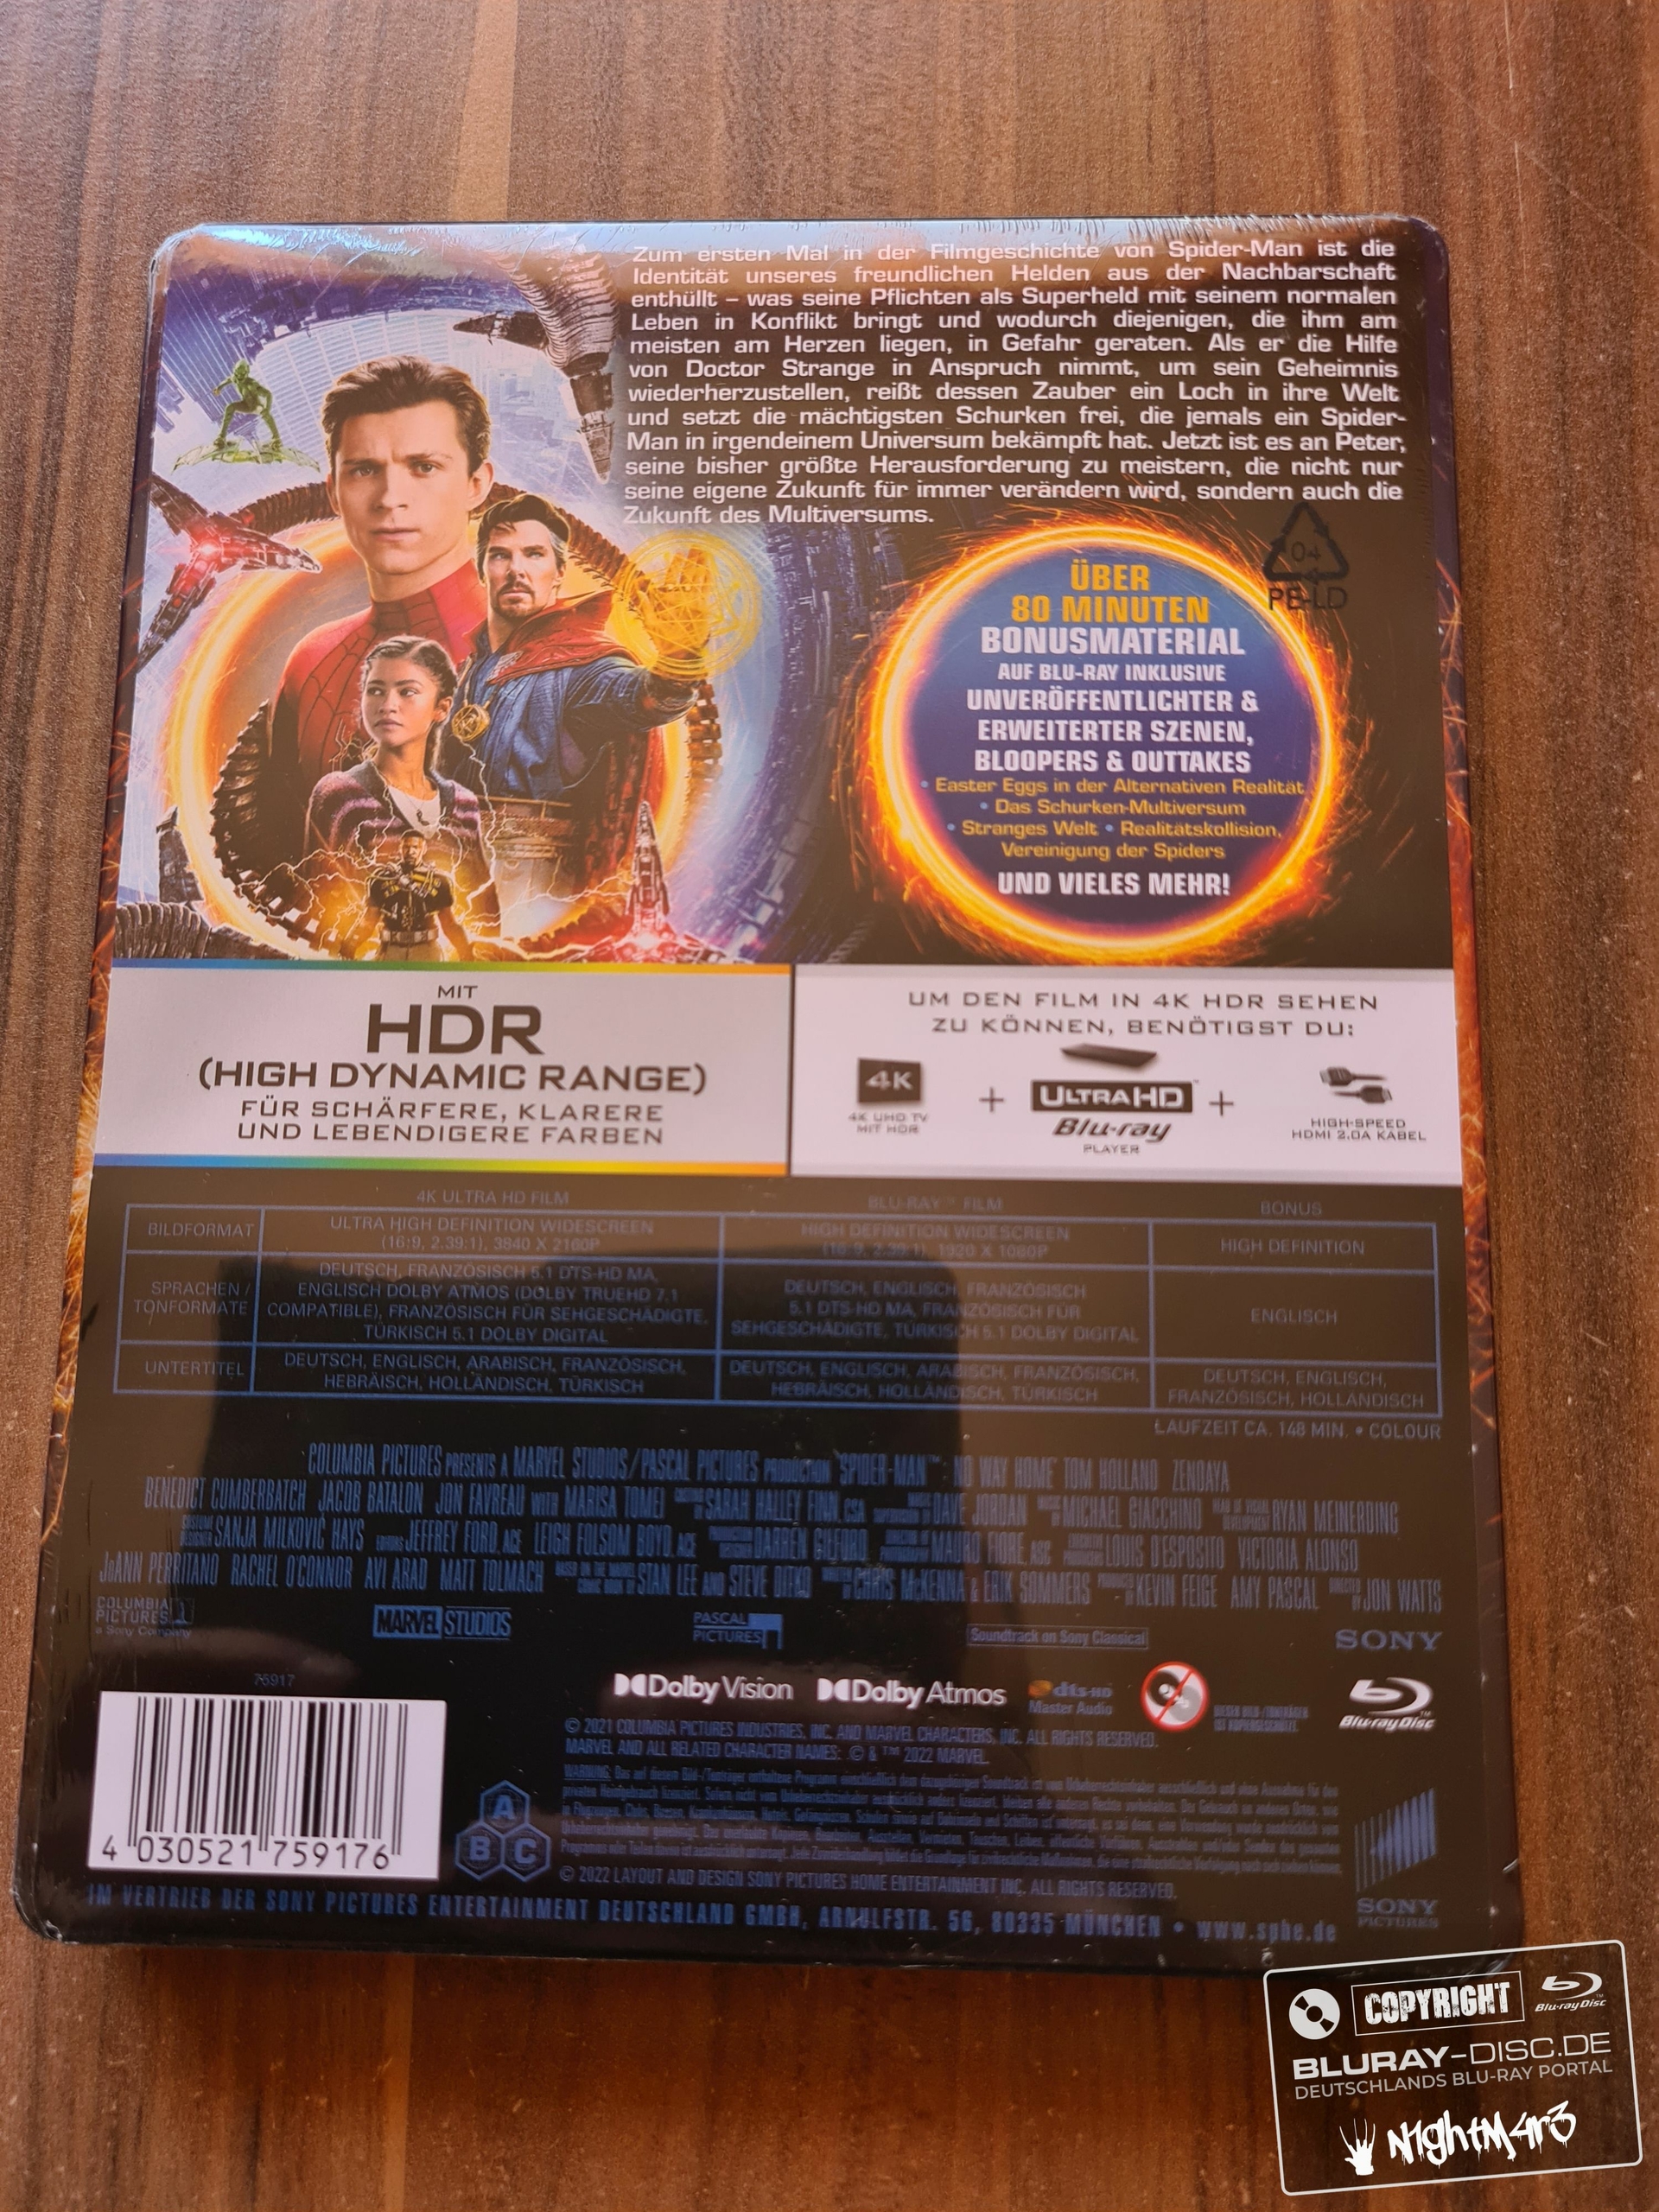 Zum ersten Mal in der Filmgeschichte von Spider-Man ist die
Identität unseres freundlichen Helden aus der Nachbarschaft
enthüllt – was seine Pflichten als Superheld mit seinem normalen
Leben in Konflikt bringt und wodurch diejenigen, die ihm am
meisten am Herzen liegen, in Gefahr geraten. Als er die Hilfe
von Doctor Strange in Anspruch nimmt, um sein Geheimnis
wiederherzustellen, reißt dessen Zauber ein Loch in ihre Welt
und setzt die mächtigsten Schurken frei, die jemals ein Spider-
Man in irgendeinem Universum bekämpft hat. Jetzt ist es an Peter,
seine bisher größte Herausforderung zu meistern, die nicht nur
seine eigene Zukunft für immer verändern wird, sondern auch die
Zukunft des Multiversums.
04
PE-LD
ÜBER
80 MINUTEN
BONUSMATERIAL
AUF BLU-RAY INKLUSIVE
UNVERÖFFENTLICHTER &
ERWEITERTER SZENEN,
BLOOPERS & OUTTAKES
• Easter Eggs in der Alternativen Realität
• Das Schurken-Multiversum
• Stranges Welt • Realitätskollision,
Vereinigung der Spiders
UND VIELES MEHR!
MIT
HDR
(HIGH DYNAMIC RANGE)
FÜR SCHÄRFERE, KLARERE
UND LEBENDIGERE FARBEN
UM DEN FILM IN 4K HDR SEHEN
ZU KÖNNEN, BENÖTIGST DU:
4K
4K UHD TV
MIT HDR
+
ULTRA HD
Blu-ray
PLAYER
+
HIGH-SPEED
HDMI 2.0A KABEL
4K ULTRA HD FILM
BLU-RAY™ FILM
BONUS
BILDFORMAT
ULTRA HIGH DEFINITION WIDESCREEN
(16:9, 2.39:1), 3840 X 2160P
HIGH DEFINITION WIDESCREEN
(16:9, 2.39:1), 1920 X 1080P
HIGH DEFINITION
SPRACHEN /
TONFORMATE
DEUTSCH, FRANZÖSISCH 5.1 DTS-HD MA,
ENGLISCH DOLBY ATMOS (DOLBY TRUEHD 7.1
COMPATIBLE), FRANZÖSISCH FÜR SEHGESCHÄDIGTE,
TÜRKISCH 5.1 DOLBY DIGITAL
DEUTSCH, ENGLISCH, FRANZÖSISCH
5.1 DTS-HD MA, FRANZÖSISCH FÜR
SEHGESCHÄDIGTE, TÜRKISCH 5.1 DOLBY DIGITAL
ENGLISCH
UNTERTITEL
DEUTSCH, ENGLISCH, ARABISCH, FRANZÖSISCH,
HEBRÄISCH, HOLLÄNDISCH, TÜRKISCH
DEUTSCH, ENGLISCH, ARABISCH, FRANZÖSISCH,
HEBRÄISCH, HOLLÄNDISCH, TÜRKISCH
DEUTSCH, ENGLISCH,
FRANZÖSISCH, HOLLÄNDISCH
LAUFZEIT CA. 148 MIN. • COLOUR
COLUMBIA PICTURES PRESENTS A MARVEL STUDIOS/PASCAL PICTURES PRODUCTION "SPIDER-MAN™: NO WAY HOME" TOM HOLLAND ZENDAYA
BENEDICT CUMBERBATCH JACOB BATALON JON FAVREAU WITH MARISA TOMEI SARAH HALLEY FINN, CSA DAVE JORDAN MICHAEL GIACCHINO RYAN MEINERDING
SANJA MILKOVIC HAYS JEFFREY FORD, ACE LEIGH FOLSOM BOYD, ACE DARREN GILFORD MAURO FIORE, ASC LOUIS D'ESPOSITO VICTORIA ALONSO
JoANN PERRITANO RACHEL O'CONNOR AVI ARAD MATT TOLMACH STAN LEE AND STEVE DITKO CHRIS McKENNA & ERIK SOMMERS KEVIN FEIGE AMY PASCAL JON WATTS
COLUMBIA
PICTURES
a Sony Company
MARVEL STUDIOS
PASCAL
PICTURES
Soundtrack on Sony Classical
SONY
75917
Dolby Vision
Dolby Atmos
dts-HD
Master Audio
Blu-ray Disc
© 2021 COLUMBIA PICTURES INDUSTRIES, INC. AND MARVEL CHARACTERS, INC. ALL RIGHTS RESERVED.
MARVEL AND ALL RELATED CHARACTER NAMES: © & ™ 2022 MARVEL.
4 030521 759176
A
B C
© 2022 LAYOUT AND DESIGN SONY PICTURES HOME ENTERTAINMENT INC. ALL RIGHTS RESERVED.
SONY
PICTURES
IM VERTRIEB DER SONY PICTURES ENTERTAINMENT DEUTSCHLAND GMBH, ARNULFSTR. 56, 80335 MÜNCHEN • www.sphe.de
COPYRIGHT
Blu-ray Disc
BLURAY-DISC.DE
DEUTSCHLANDS BLU-RAY PORTAL
N1ghtM4r3